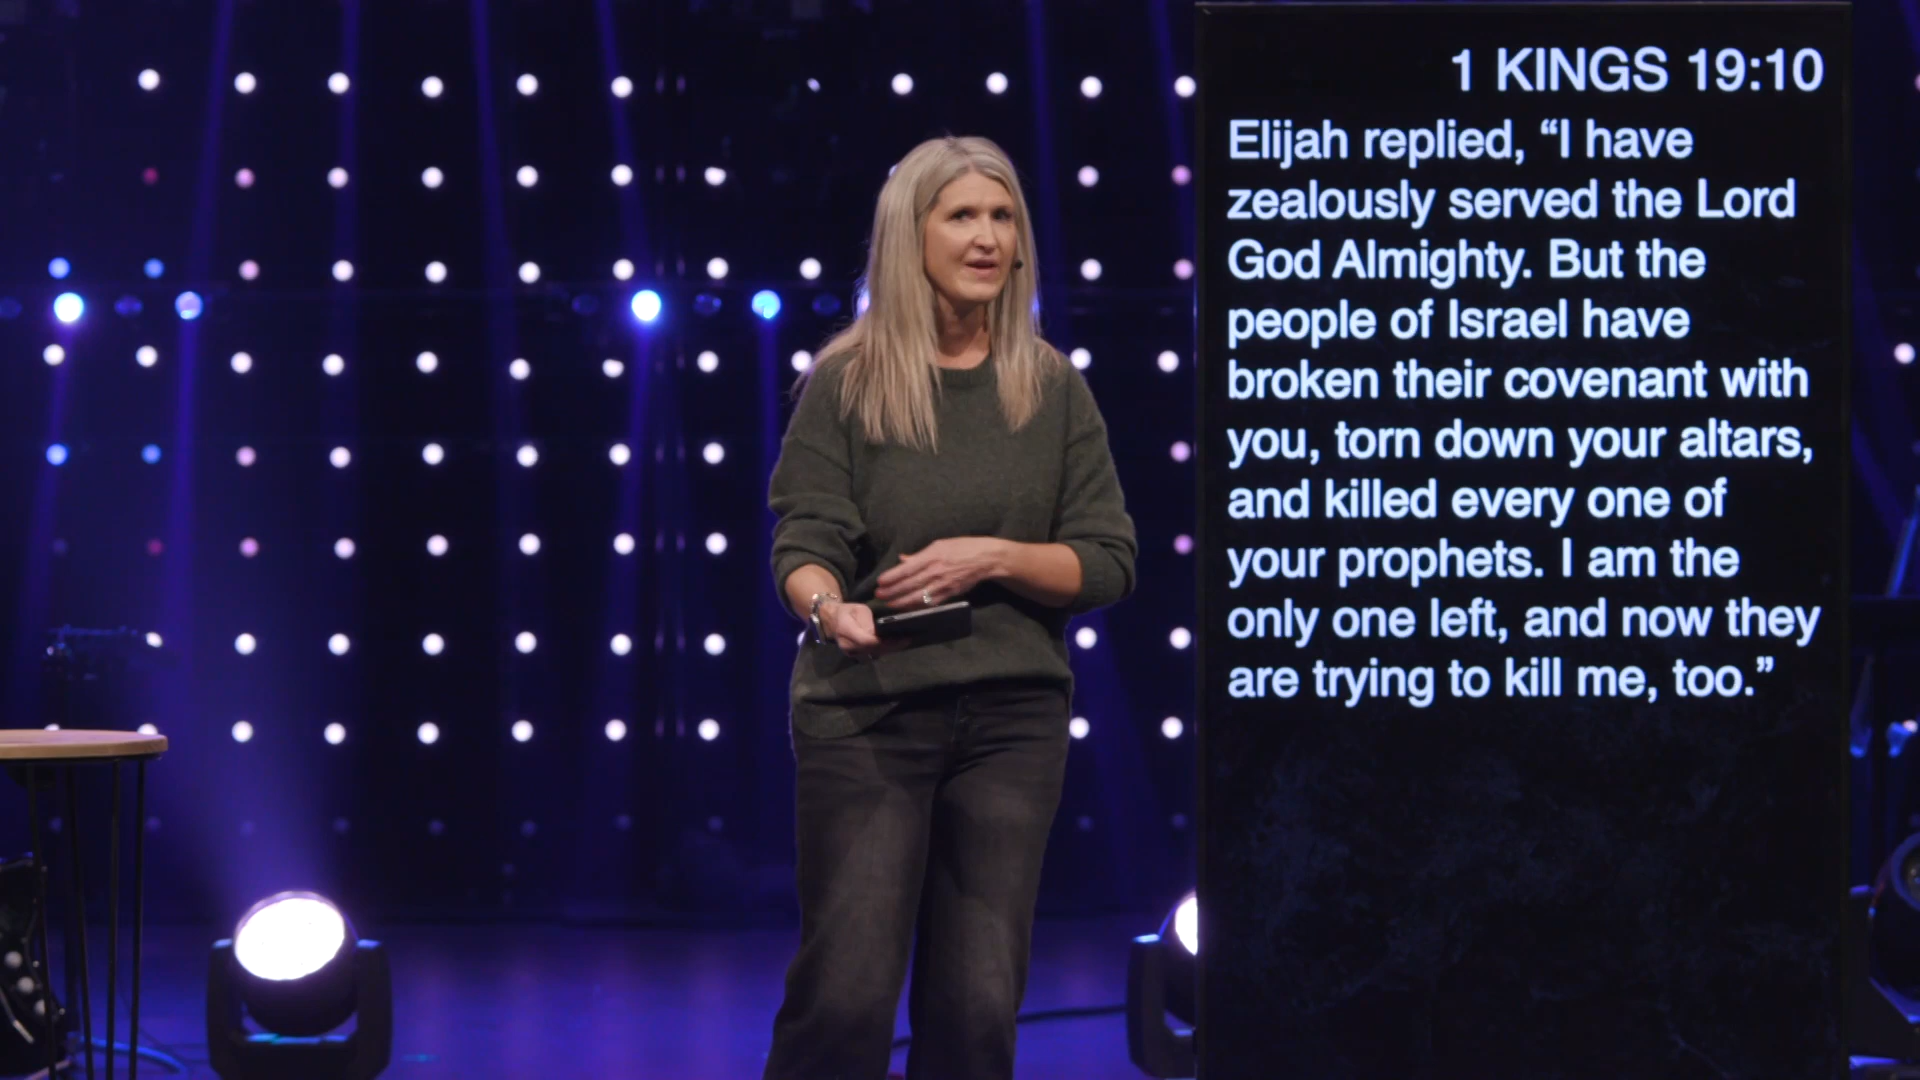 1 KINGS 19:10
Elijah replied, “I have
zealously served the Lord
God Almighty. But the
people of Israel have
broken their covenant with
you, torn down your altars,
and killed every one of
your prophets. I am the
only one left, and now they
are trying to kill me, too.”